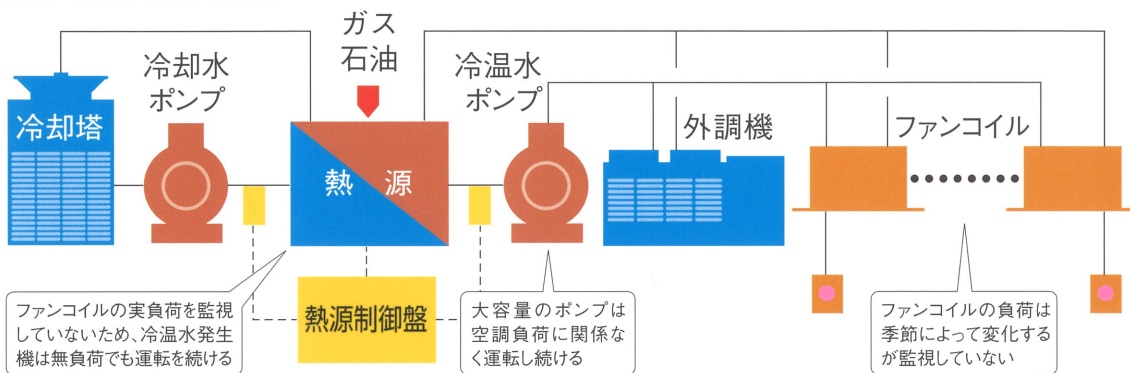 ガス
石油
冷却水
ポンプ
冷温水
ポンプ
冷却塔
外調機
ファンコイル
熱源
熱源制御盤
ファンコイルの実負荷を監視
していないため、冷温水発生
機は無負荷でも運転を続ける
大容量のポンプは
空調負荷に関係な
く運転し続ける
ファンコイルの負荷は
季節によって変化する
が監視していない